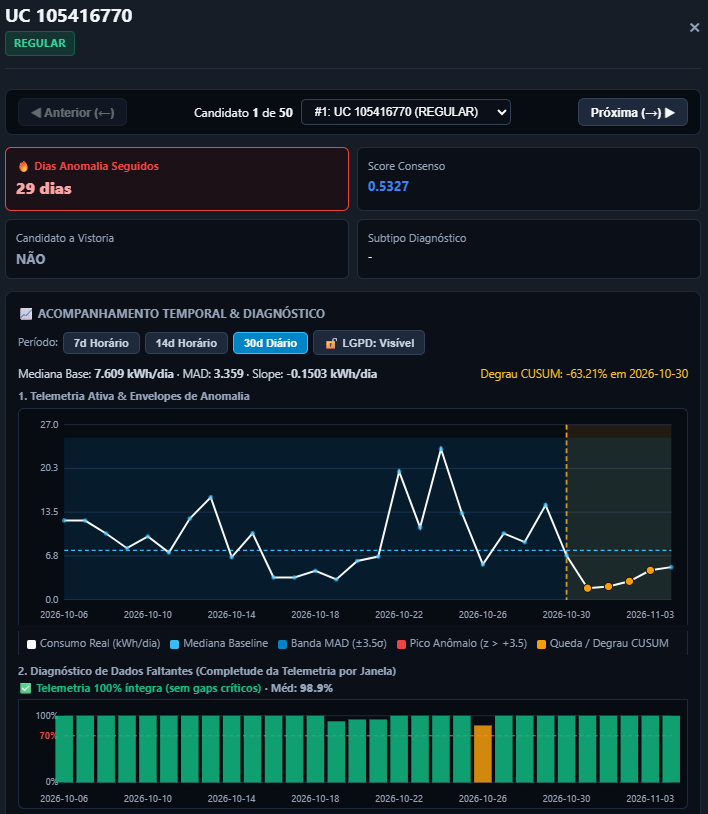 UC 105416770
×
REGULAR
◀ Anterior (←)
Candidato 1 de 50
#1: UC 105416770 (REGULAR)
Próxima (→) ▶
🔥 Dias Anomalia Seguidos
29 dias
Score Consenso
0.5327
Candidato a Vistoria
NÃO
Subtipo Diagnóstico
-
📈 ACOMPANHAMENTO TEMPORAL & DIAGNÓSTICO
Período: 7d Horário 14d Horário 30d Diário 🔓 LGPD: Visível
Mediana Base: 7.609 kWh/dia · MAD: 3.359 · Slope: -0.1503 kWh/dia
Degrau CUSUM: -63.21% em 2026-10-30
1. Telemetria Ativa & Envelopes de Anomalia
27.0
20.3
13.5
6.8
0.0
2026-10-06 2026-10-10 2026-10-14 2026-10-18 2026-10-22 2026-10-26 2026-10-30 2026-11-03
Consumo Real (kWh/dia) Mediana Baseline Banda MAD (±3.5σ) Pico Anômalo (z > +3.5) Queda / Degrau CUSUM
2. Diagnóstico de Dados Faltantes (Completude da Telemetria por Janela)
✅ Telemetria 100% íntegra (sem gaps críticos) · Méd: 98.9%
100%
70%
0%
2026-10-06 2026-10-10 2026-10-14 2026-10-18 2026-10-22 2026-10-26 2026-10-30 2026-11-03